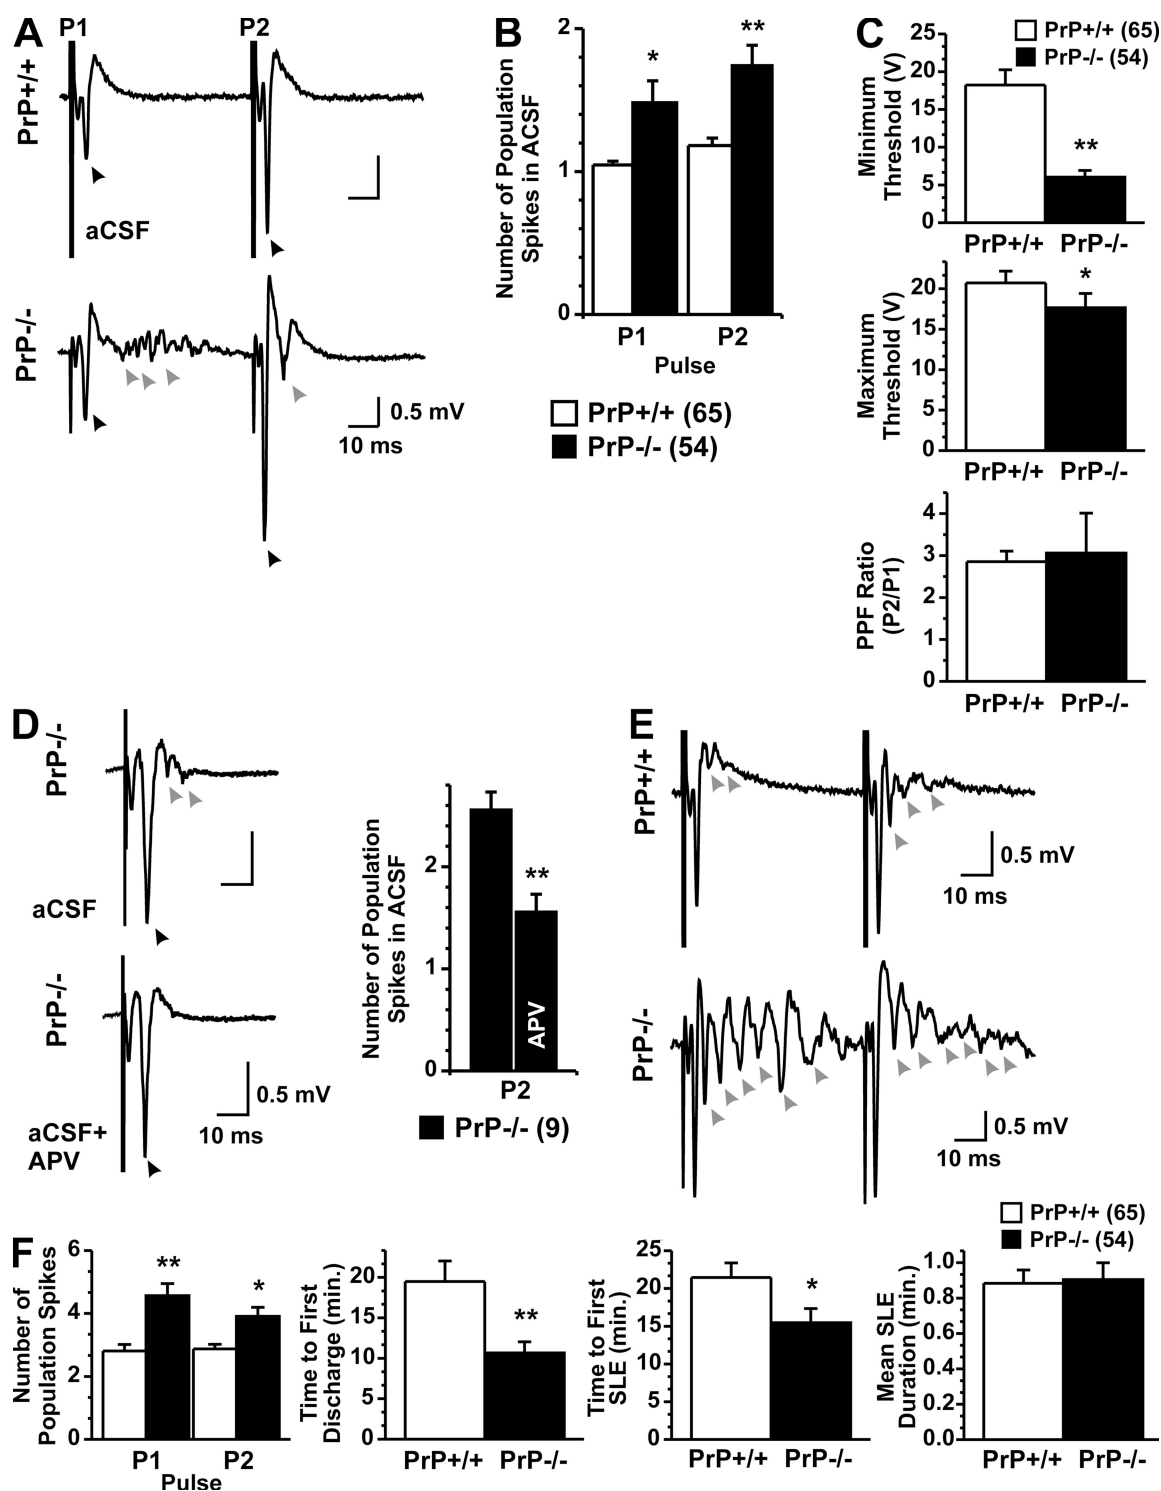 A
P1
P2
PrP+/+
aCSF
PrP-/-
0.5 mV
10 ms
B
Number of Population
Spikes in ACSF
2
1
0
*
**
P1
P2
Pulse
PrP+/+ (65)
PrP-/- (54)
C
PrP+/+ (65)
PrP-/- (54)
Minimum
Threshold (V)
25
20
15
10
5
0
**
PrP+/+ PrP-/-
Maximum
Threshold (V)
20
15
10
5
0
*
PrP+/+ PrP-/-
PPF Ratio
(P2/P1)
4
3
2
1
0
PrP+/+ PrP-/-
D
PrP-/-
aCSF
PrP-/-
aCSF+
APV
0.5 mV
10 ms
Number of Population
Spikes in ACSF
2
1
0
**
APV
P2
PrP-/- (9)
E
PrP+/+
0.5 mV
10 ms
PrP-/-
0.5 mV
10 ms
F
Number of
Population Spikes
6
4
2
0
**
*
P1
P2
Pulse
Time to First
Discharge (min.)
20
15
10
5
0
**
PrP+/+ PrP-/-
Time to First
SLE (min.)
25
20
15
10
5
0
*
PrP+/+ PrP-/-
PrP+/+ (65)
PrP-/- (54)
Mean SLE
Duration (min.)
1.0
0.8
0.6
0.4
0.2
0.0
PrP+/+ PrP-/-